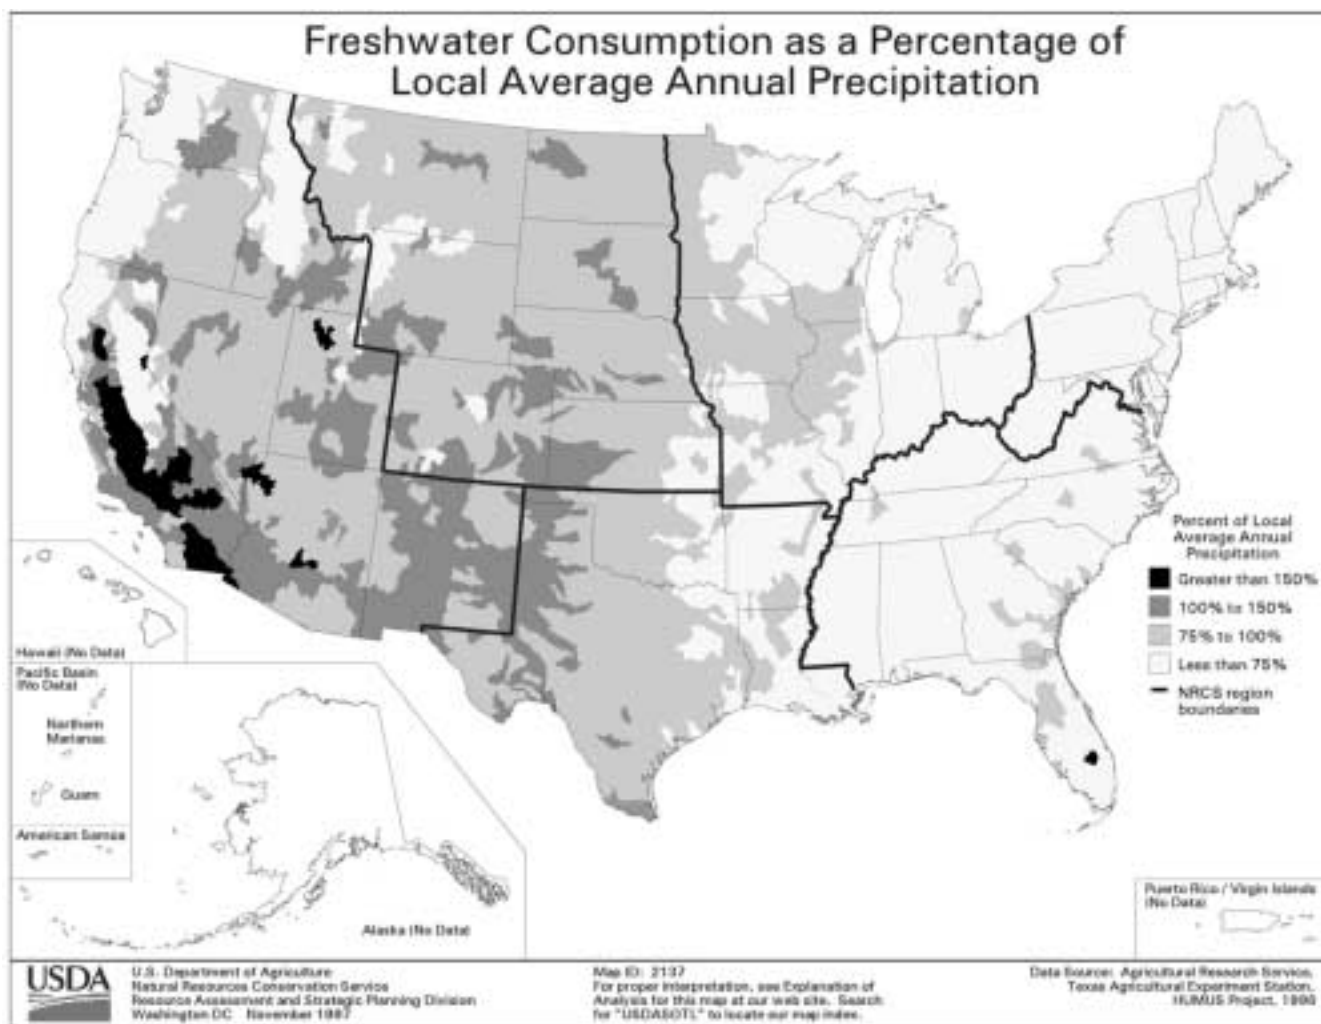 Freshwater Consumption as a Percentage of
Local Average Annual Precipitation
Percent of Local
Average Annual
Precipitation
Greater than 150%
100% to 150%
75% to 100%
Less than 75%
NRCS region
boundaries
Hawaii (No Data)
Pacific Basin
(No Data)
Northern
Marianas
Guam
American Samoa
Alaska (No Data)
Puerto Rico / Virgin Islands
(No Data)
USDA
U.S. Department of Agriculture
Natural Resources Conservation Service
Resource Assessment and Strategic Planning Division
Washington DC November 1997
Map ID: 2137
For proper interpretation, see Explanation of
Analysis for this map at our web site. Search
for "USDASOTL" to locate our map index.
Data Source: Agricultural Research Service,
Texas Agricultural Experiment Station,
HUMUS Project, 1996